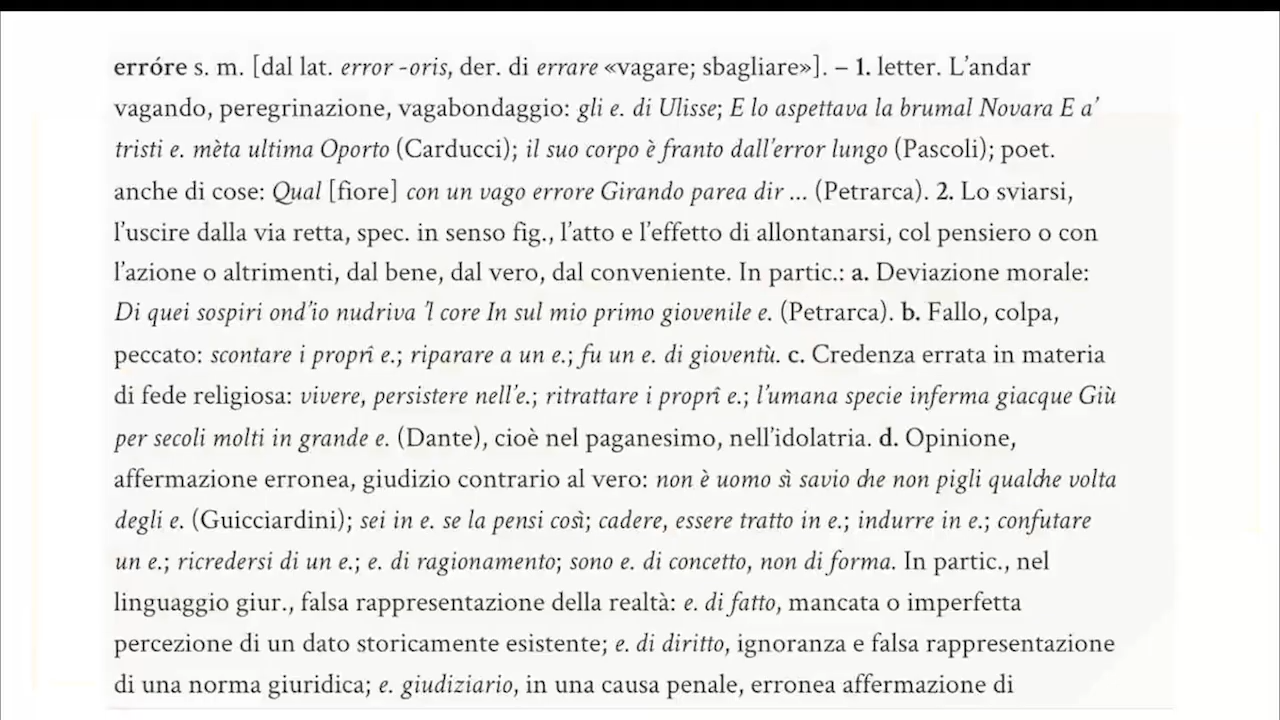 erróre s. m. [dal lat. error -oris, der. di errare «vagare; sbagliare»]. – 1. letter. L’andar
vagando, peregrinazione, vagabondaggio: gli e. di Ulisse; E lo aspettava la brumal Novara E a’
tristi e. mèta ultima Oporto (Carducci); il suo corpo è franto dall’error lungo (Pascoli); poet.
anche di cose: Qual [fiore] con un vago errore Girando parea dir ... (Petrarca). 2. Lo sviarsi,
l’uscire dalla via retta, spec. in senso fig., l’atto e l’effetto di allontanarsi, col pensiero o con
l’azione o altrimenti, dal bene, dal vero, dal conveniente. In partic.: a. Deviazione morale:
Di quei sospiri ond’io nudriva ’l core In sul mio primo giovenile e. (Petrarca). b. Fallo, colpa,
peccato: scontare i proprî e.; riparare a un e.; fu un e. di gioventù. c. Credenza errata in materia
di fede religiosa: vivere, persistere nell’e.; ritrattare i proprî e.; l’umana specie inferma giacque Giù
per secoli molti in grande e. (Dante), cioè nel paganesimo, nell’idolatria. d. Opinione,
affermazione erronea, giudizio contrario al vero: non è uomo sì savio che non pigli qualche volta
degli e. (Guicciardini); sei in e. se la pensi così; cadere, essere tratto in e.; indurre in e.; confutare
un e.; ricredersi di un e.; e. di ragionamento; sono e. di concetto, non di forma. In partic., nel
linguaggio giur., falsa rappresentazione della realtà: e. di fatto, mancata o imperfetta
percezione di un dato storicamente esistente; e. di diritto, ignoranza e falsa rappresentazione
di una norma giuridica; e. giudiziario, in una causa penale, erronea affermazione di